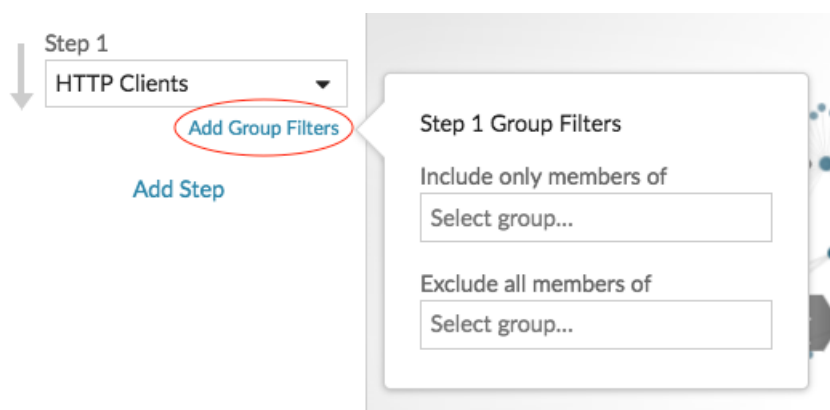 Step 1
HTTP Clients
Add Group Filters
Add Step
Step 1 Group Filters
Include only members of
Select group...
Exclude all members of
Select group...